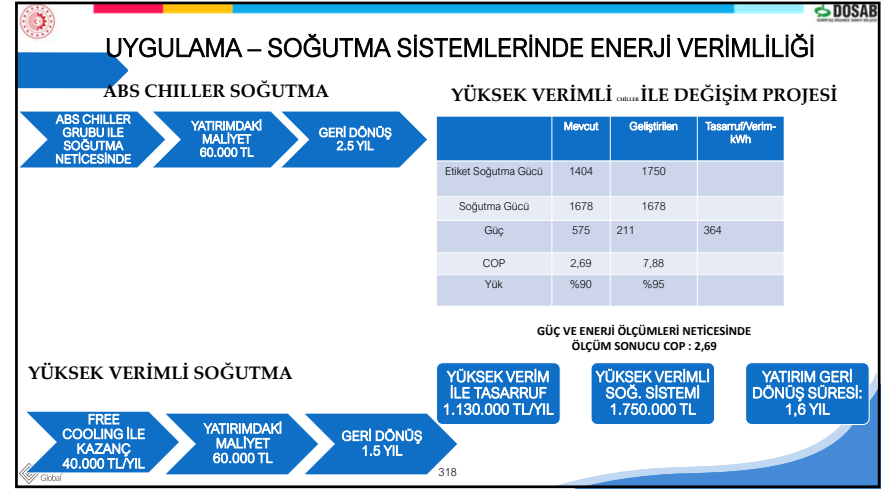 DOSAB
UYGULAMA – SOĞUTMA SİSTEMLERİNDE ENERJİ VERİMLİLİĞİ
ABS CHILLER SOĞUTMA
ABS CHILLER
GRUBU ILE
SOĞUTMA
NETİCESİNDE
YATIRIMDAKİ
MALİYET
60.000 TL
GERİ DÖNÜŞ
2.5 YIL
YÜKSEK VERİMLİ CHILLER İLE DEĞİŞİM PROJESİ
Mevcut Geliştirilen Tasarruf/Verim-
kWh
Etiket Soğutma Gücü 1404 1750
Soğutma Gücü 1678 1678
Güç 575 211 364
COP 2,69 7,88
Yük %90 %95
GÜÇ VE ENERJİ ÖLÇÜMLERİ NETİCESİNDE
ÖLÇÜM SONUCU COP : 2,69
YÜKSEK VERİM
İLE TASARRUF
1.130.000 TL/YIL
YÜKSEK VERİMLİ
SOĞ. SİSTEMİ
1.750.000 TL
YATIRIM GERİ
DÖNÜŞ SÜRESİ:
1,6 YIL
YÜKSEK VERİMLİ SOĞUTMA
FREE
COOLING İLE
KAZANÇ
40.000 TL/YIL
YATIRIMDAKİ
MALİYET
60.000 TL
GERİ DÖNÜŞ
1.5 YIL
Global
318